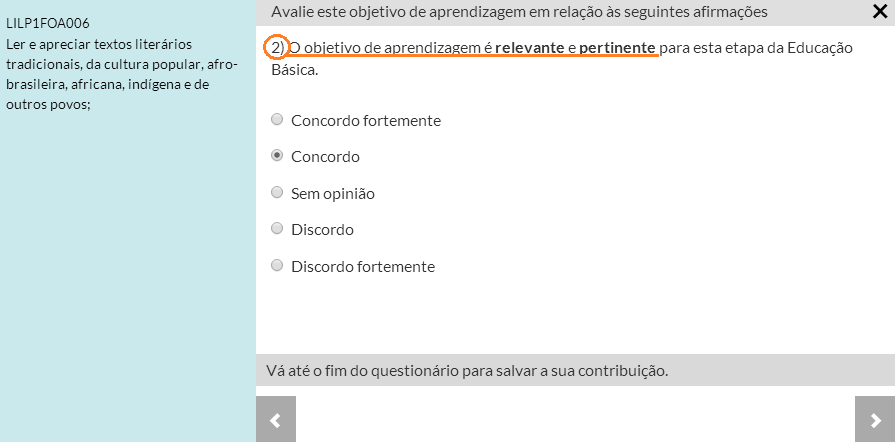 LILP1FOA006
Ler e apreciar textos literários
tradicionais, da cultura popular, afro-
brasileira, africana, indígena e de
outros povos;
Avalie este objetivo de aprendizagem em relação às seguintes afirmações
2) O objetivo de aprendizagem é relevante e pertinente para esta etapa da Educação
Básica.
Concordo fortemente
Concordo
Sem opinião
Discordo
Discordo fortemente
Vá até o fim do questionário para salvar a sua contribuição.